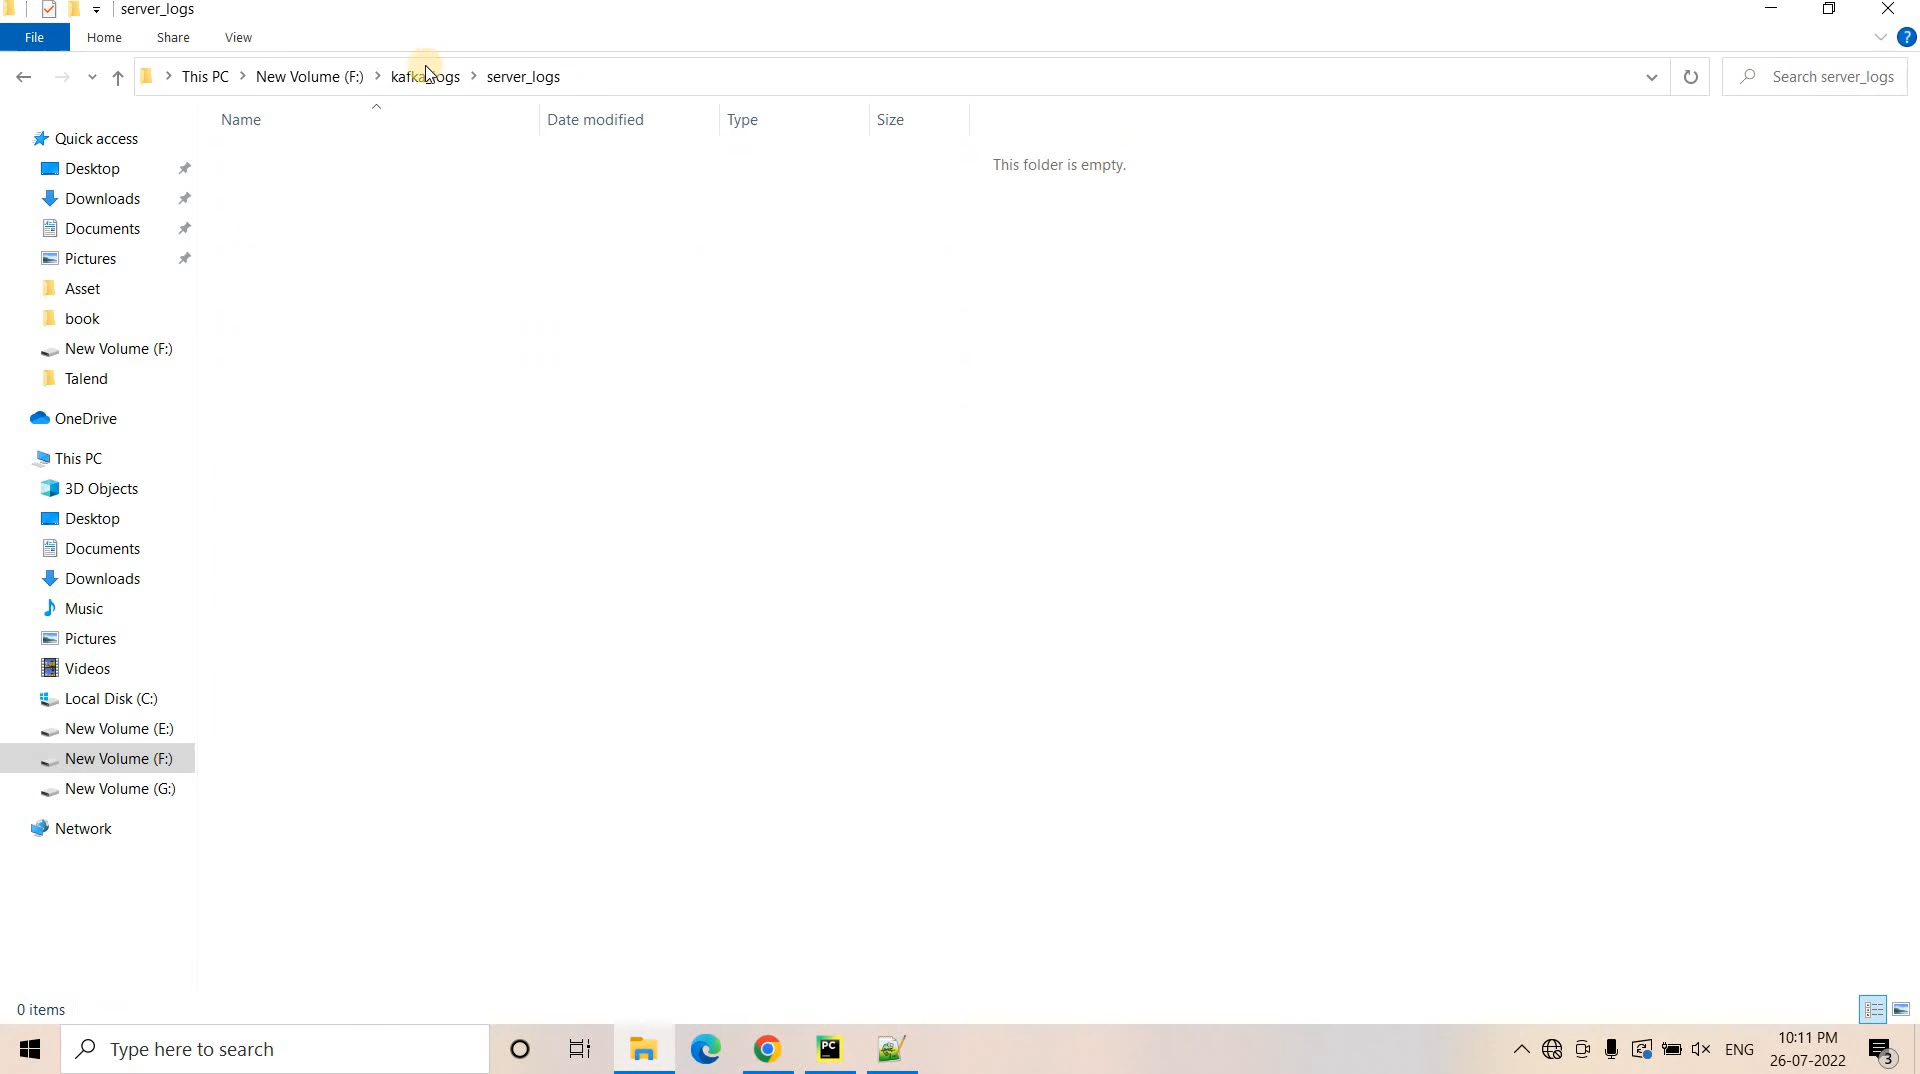 server_logs
File Home Share View
This PC New Volume (F:) kafka_logs server_logs
Search server_logs
Name Date modified Type Size
This folder is empty.
Quick access
Desktop
Downloads
Documents
Pictures
Asset
book
New Volume (F:)
Talend
OneDrive
This PC
3D Objects
Desktop
Documents
Downloads
Music
Pictures
Videos
Local Disk (C:)
New Volume (E:)
New Volume (F:)
New Volume (G:)
Network
0 items
Type here to search
PC
ENG
10:11 PM
26-07-2022
3